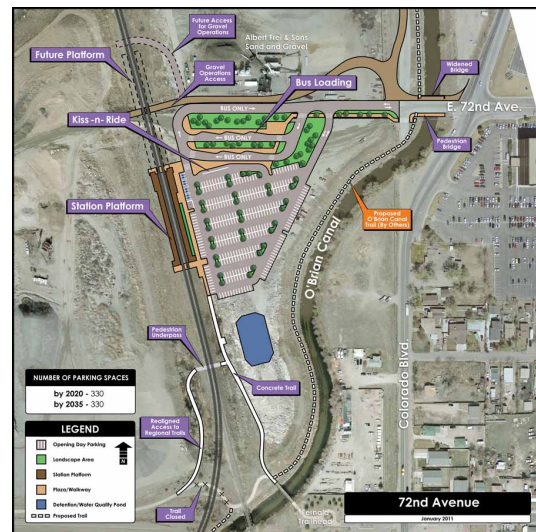 Future Access
for Gravel
Operations
Albert Frei & Sons
Sand and Gravel
Future Platform
Gravel
Operations
Access
Bus Loading
Widened
Bridge
BUS ONLY
E. 72nd Ave.
Kiss -n- Ride
BUS ONLY
BUS ONLY
Pedestrian
Bridge
Station Platform
Proposed
O'Brian Canal
Trail (By Others)
O'Brian Canal
Colorado Blvd.
Pedestrian
Underpass
Concrete Trail
Realigned
Access to
Regional Trails
Trail
Closed
Fernald
Trailhead
NUMBER OF PARKING SPACES
by 2020 - 330
by 2035 - 330
LEGEND
Opening Day Parking
Landscape Area
Station Platform
Plaza/Walkway
Detention/Water Quality Pond
Proposed Trail
N
72nd Avenue
January 2011